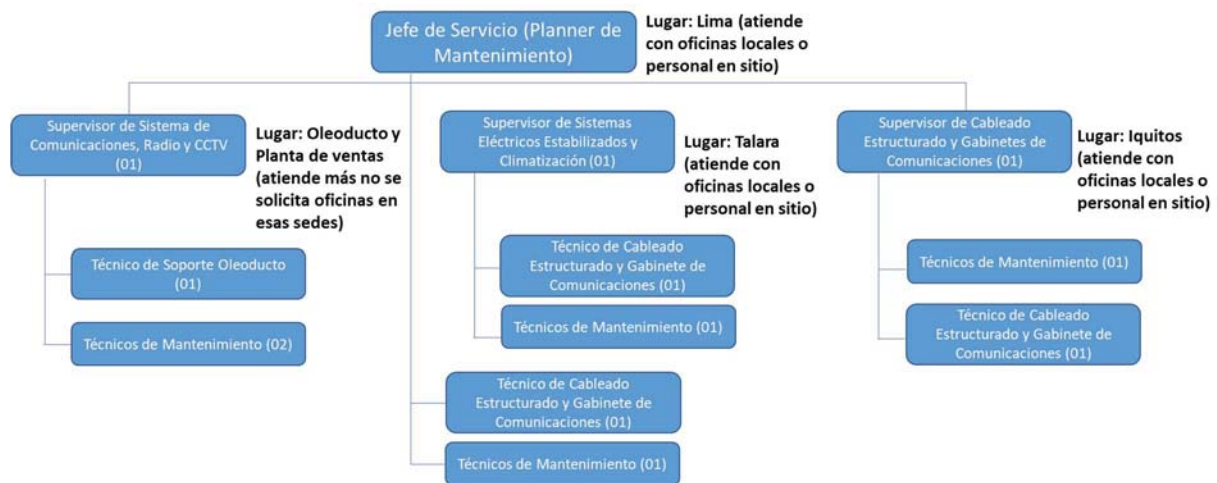 Jefe de Servicio (Planner de
Mantenimiento)
Lugar: Lima (atiende
con oficinas locales o
personal en sitio)
Supervisor de Sistema de
Comunicaciones, Radio y CCTV
(01)
Lugar: Oleoducto y
Planta de ventas
(atiende más no se
solicita oficinas en
esas sedes)
Técnico de Soporte Oleoducto
(01)
Técnicos de Mantenimiento (02)
Supervisor de Sistemas
Eléctricos Estabilizados y
Climatización (01)
Lugar: Talara
(atiende con
oficinas locales o
personal en sitio)
Técnico de Cableado
Estructurado y Gabinete de
Comunicaciones (01)
Técnicos de Mantenimiento (01)
Técnico de Cableado
Estructurado y Gabinete de
Comunicaciones (01)
Técnicos de Mantenimiento (01)
Supervisor de Cableado
Estructurado y Gabinetes de
Comunicaciones (01)
Lugar: Iquitos
(atiende con
oficinas locales o
personal en sitio)
Técnicos de Mantenimiento (01)
Técnico de Cableado
Estructurado y Gabinete de
Comunicaciones (01)